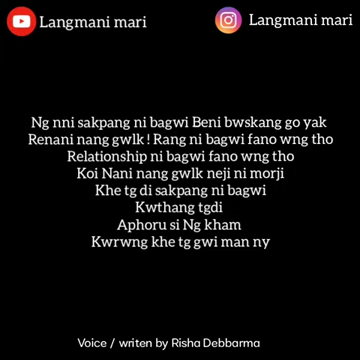 Langmani mari
Langmani mari
Ng nni sakpang ni bagwi Beni bwskang go yak
Renani nang gwlk ! Rang ni bagwi fano wng tho
Relationship ni bagwi fano wng tho
Koi Nani nang gwlk neji ni morji
Khe tg di sakpang ni bagwi
Kwthang tgdi
Aphoru si Ng kham
Kwrwng khe tg gwi man ny
Voice / writen by Risha Debbarma